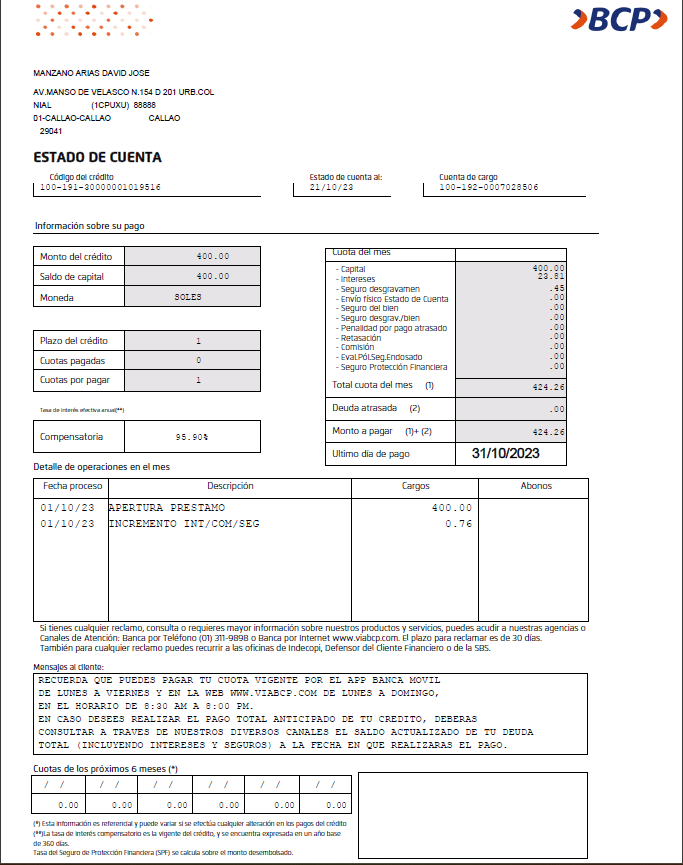 BCP
MANZANO ARIAS DAVID JOSE
AV.MANSO DE VELASCO N.154 D 201 URB.COL
NIAL (1CPUXU) 88888
01-CALLAO-CALLAO CALLAO
29041
ESTADO DE CUENTA
Código del crédito Estado de cuenta al: Cuenta de cargo
100-191-30000001019516 21/10/23 100-192-0007028506
Información sobre su pago
Monto del crédito 400.00
Saldo de capital 400.00
Moneda SOLES
Plazo del crédito 1
Cuotas pagadas 0
Cuotas por pagar 1
Tasa de interés efectiva anual(**)
Compensatoria 95.90%
Cuota del mes
- Capital 400.00
- Intereses 23.81
- Seguro desgravamen .45
- Envío físico Estado de Cuenta .00
- Seguro del bien .00
- Seguro desgrav./bien .00
- Penalidad por pago atrasado .00
- Retasación .00
- Comisión .00
- Eval.Pól.Seg.Endosado .00
- Seguro Protección Financiera .00
Total cuota del mes (1) 424.26
Deuda atrasada (2) .00
Monto a pagar (1)+ (2) 424.26
Ultimo día de pago 31/10/2023
Detalle de operaciones en el mes
Fecha proceso Descripción Cargos Abonos
01/10/23 APERTURA PRESTAMO 400.00
01/10/23 INCREMENTO INT/COM/SEG 0.76
Si tienes cualquier reclamo, consulta o requieres mayor información sobre nuestros productos y servicios, puedes acudir a nuestras agencias o
Canales de Atención: Banca por Teléfono (01) 311-9898 o Banca por Internet www.viabcp.com. El plazo para reclamar es de 30 días.
También para cualquier reclamo puedes recurrir a las oficinas de Indecopi, Defensor del Cliente Financiero o de la SBS.
Mensajes al cliente:
RECUERDA QUE PUEDES PAGAR TU CUOTA VIGENTE POR EL APP BANCA MOVIL
DE LUNES A VIERNES Y EN LA WEB WWW.VIABCP.COM DE LUNES A DOMINGO,
EN EL HORARIO DE 8:30 AM A 8:00 PM.
EN CASO DESEES REALIZAR EL PAGO TOTAL ANTICIPADO DE TU CREDITO, DEBERAS
CONSULTAR A TRAVES DE NUESTROS DIVERSOS CANALES EL SALDO ACTUALIZADO DE TU DEUDA
TOTAL (INCLUYENDO INTERESES Y SEGUROS) A LA FECHA EN QUE REALIZARAS EL PAGO.
Cuotas de los próximos 6 meses (*)
/ / / / / / / / / / / /
0.00 0.00 0.00 0.00 0.00 0.00
(*) Esta información es referencial y puede variar si se efectúa cualquier alteración en los pagos del crédito
(**)La tasa de interés compensatorio es la vigente del crédito, y se encuentra expresada en un año base
de 360 días.
Tasa del Seguro de Protección Financiera (SPF) se calcula sobre el monto desembolsado.